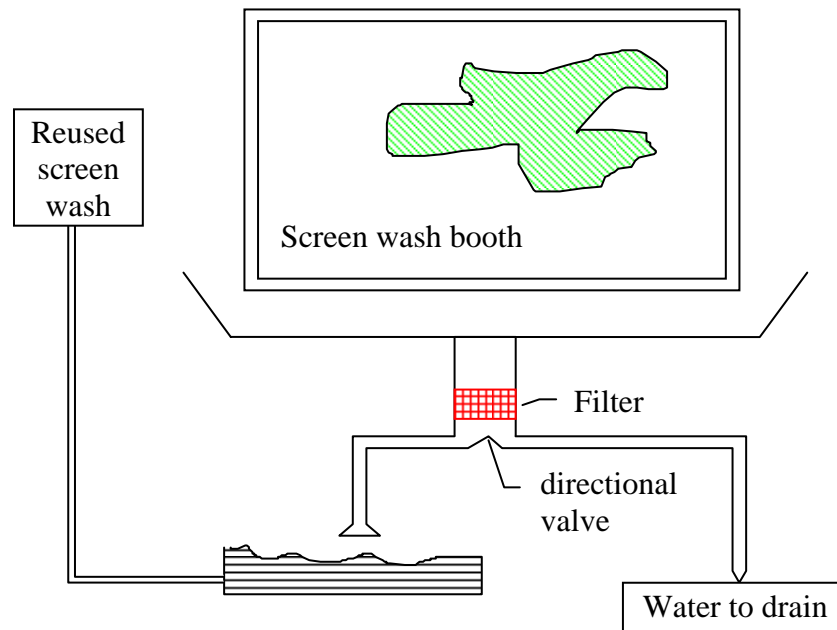 Reused
screen
wash
Screen wash booth
Filter
directional
valve
Water to drain